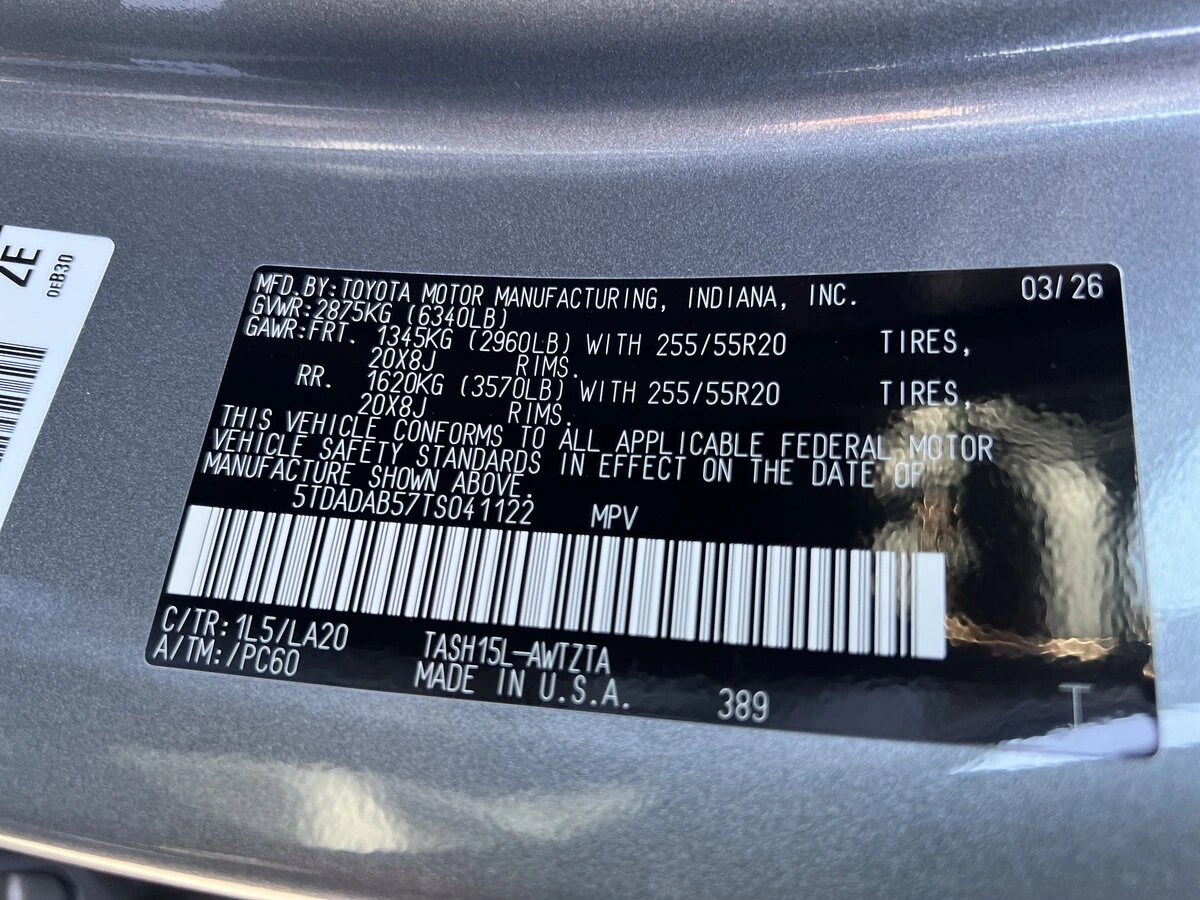 ZE
0EB30
MFD.BY:TOYOTA MOTOR MANUFACTURING, INDIANA, INC. 03/26
GVWR:2875KG (6340LB)
GAWR:FRT. 1345KG (2960LB) WITH 255/55R20 TIRES,
20X8J RIMS.
RR. 1620KG (3570LB) WITH 255/55R20 TIRES,
20X8J RIMS.
THIS VEHICLE CONFORMS TO ALL APPLICABLE FEDERAL MOTOR
VEHICLE SAFETY STANDARDS IN EFFECT ON THE DATE OF
MANUFACTURE SHOWN ABOVE.
5TDADAB57TS041122 MPV
C/TR:1L5/LA20 TASH15L-AWTZTA
A/TM:/PC60 MADE IN U.S.A. 389 T